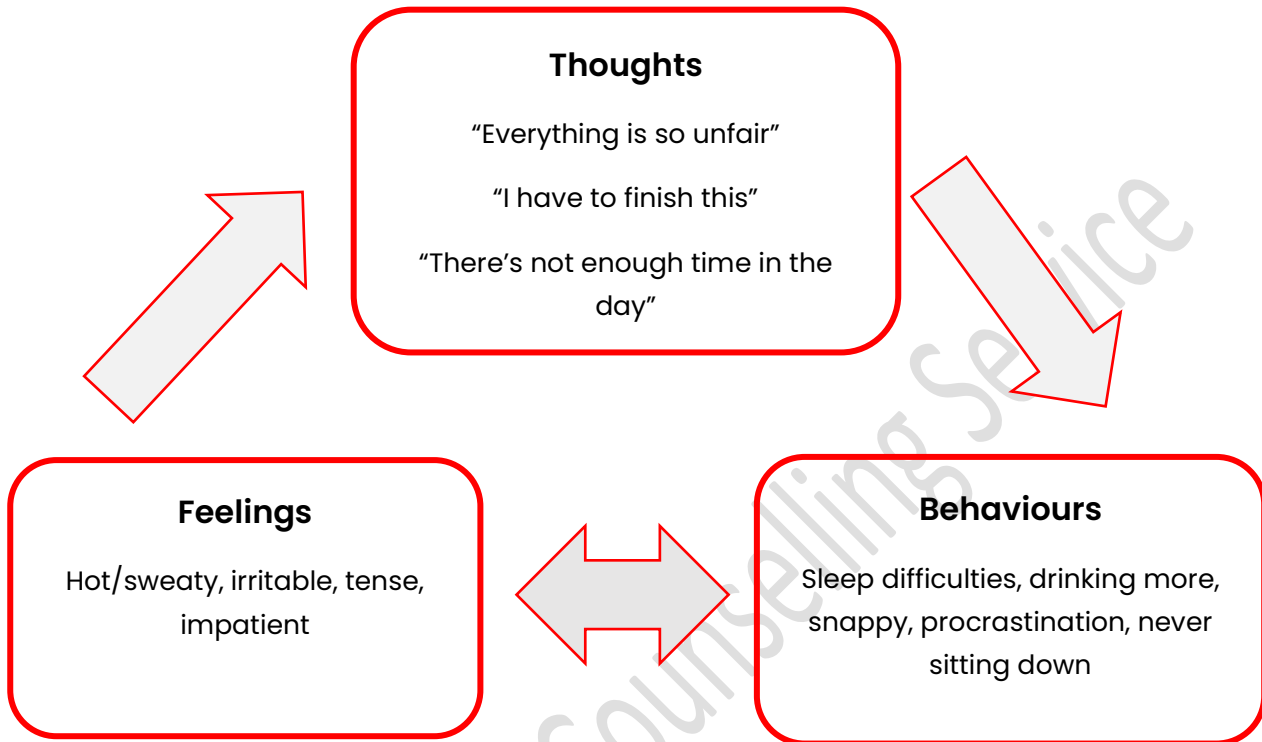 Thoughts
“Everything is so unfair”
“I have to finish this”
“There’s not enough time in the
day”
Feelings
Hot/sweaty, irritable, tense,
impatient
Behaviours
Sleep difficulties, drinking more,
snappy, procrastination, never
sitting down
Counselling Service